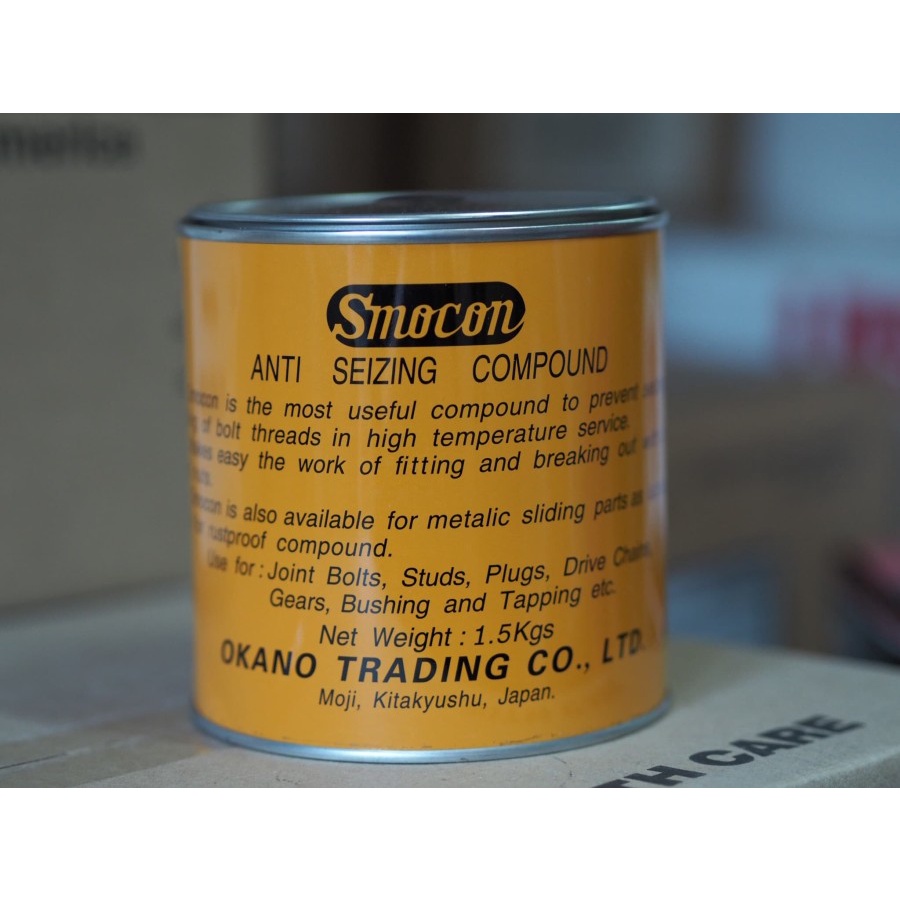 Smocon
ANTI SEIZING COMPOUND
is the most useful compound to prevent
of bolt threads in high temperature service.
easy the work of fitting and breaking out
is also available for metalic sliding parts as
rustproof compound.
Use for : Joint Bolts, Studs, Plugs, Drive Chains,
Gears, Bushing and Tapping etc.
Net Weight : 1.5Kgs
OKANO TRADING CO., LTD.
Moji, Kitakyushu, Japan.
TH CARE